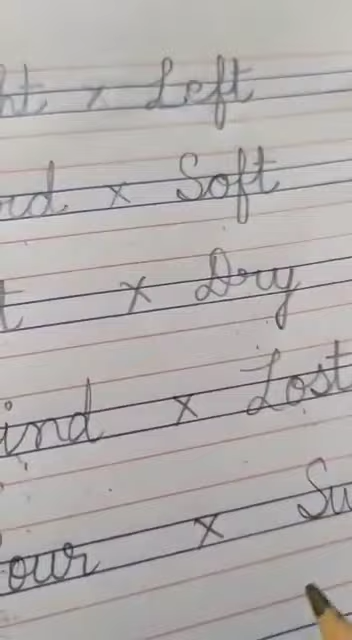 ht × Left
rd × Soft
t × Dry
ind × Lost
our × Su